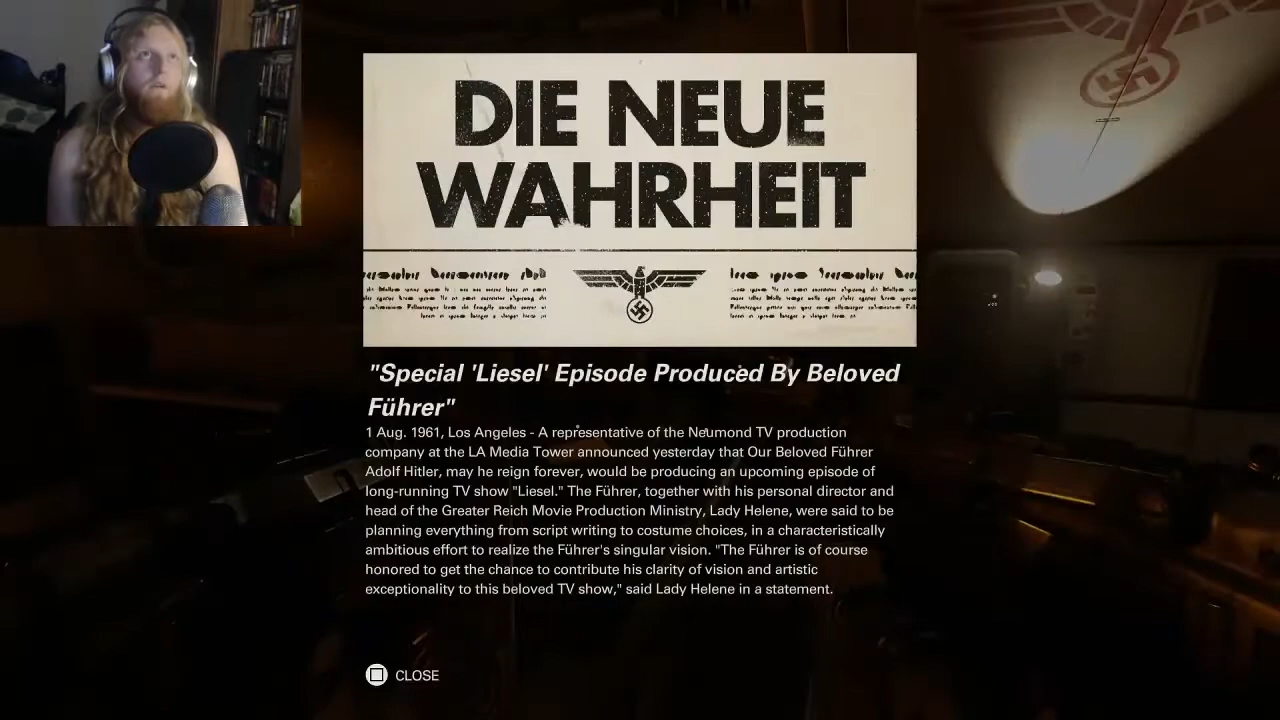 DIE NEUE
WAHRHEIT
"Special 'Liesel' Episode Produced By Beloved
Führer"
1 Aug. 1961, Los Angeles - A representative of the Neumond TV production
company at the LA Media Tower announced yesterday that Our Beloved Führer
Adolf Hitler, may he reign forever, would be producing an upcoming episode of
long-running TV show "Liesel." The Führer, together with his personal director and
head of the Greater Reich Movie Production Ministry, Lady Helene, were said to be
planning everything from script writing to costume choices, in a characteristically
ambitious effort to realize the Führer's singular vision. "The Führer is of course
honored to get the chance to contribute his clarity of vision and artistic
exceptionality to this beloved TV show," said Lady Helene in a statement.
CLOSE